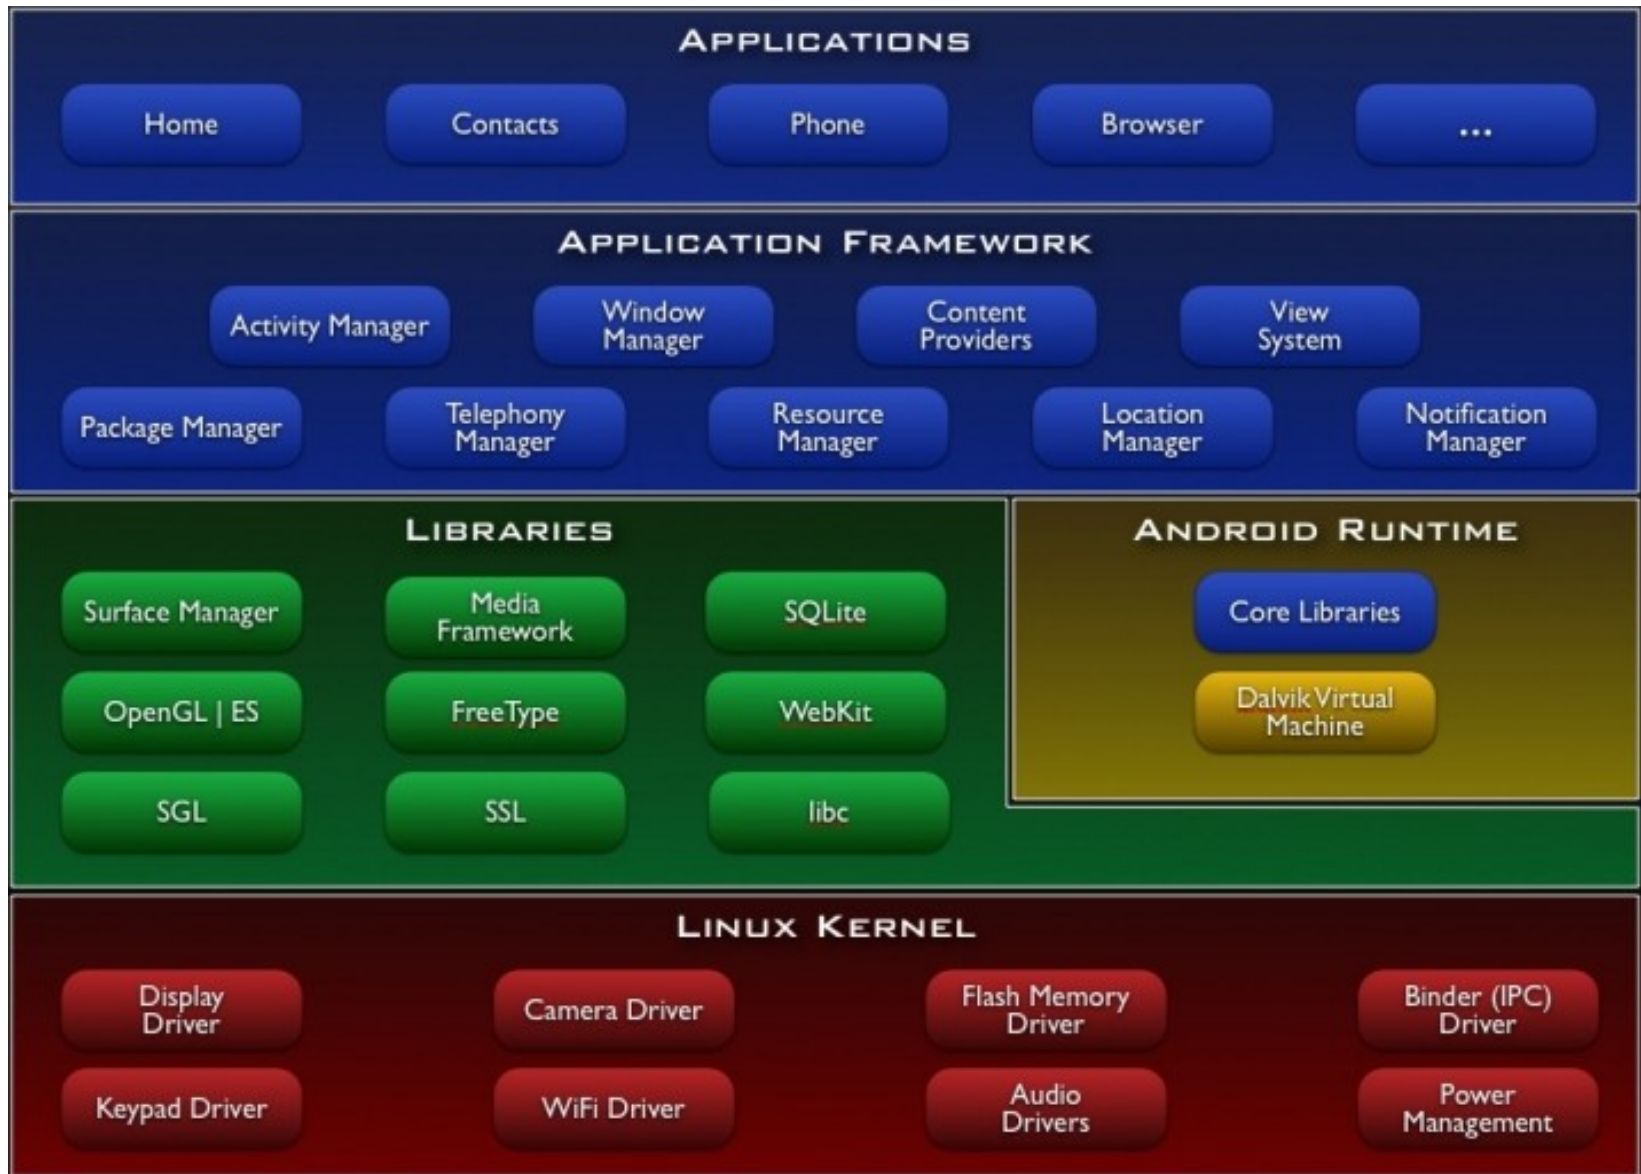 APPLICATIONS
Home
Contacts
Phone
Browser
...
APPLICATION FRAMEWORK
Activity Manager
Window
Manager
Content
Providers
View
System
Package Manager
Telephony
Manager
Resource
Manager
Location
Manager
Notification
Manager
LIBRARIES
Surface Manager
Media
Framework
SQLite
OpenGL | ES
FreeType
WebKit
SGL
SSL
libc
ANDROID RUNTIME
Core Libraries
Dalvik Virtual
Machine
LINUX KERNEL
Display
Driver
Camera Driver
Flash Memory
Driver
Binder (IPC)
Driver
Keypad Driver
WiFi Driver
Audio
Drivers
Power
Management